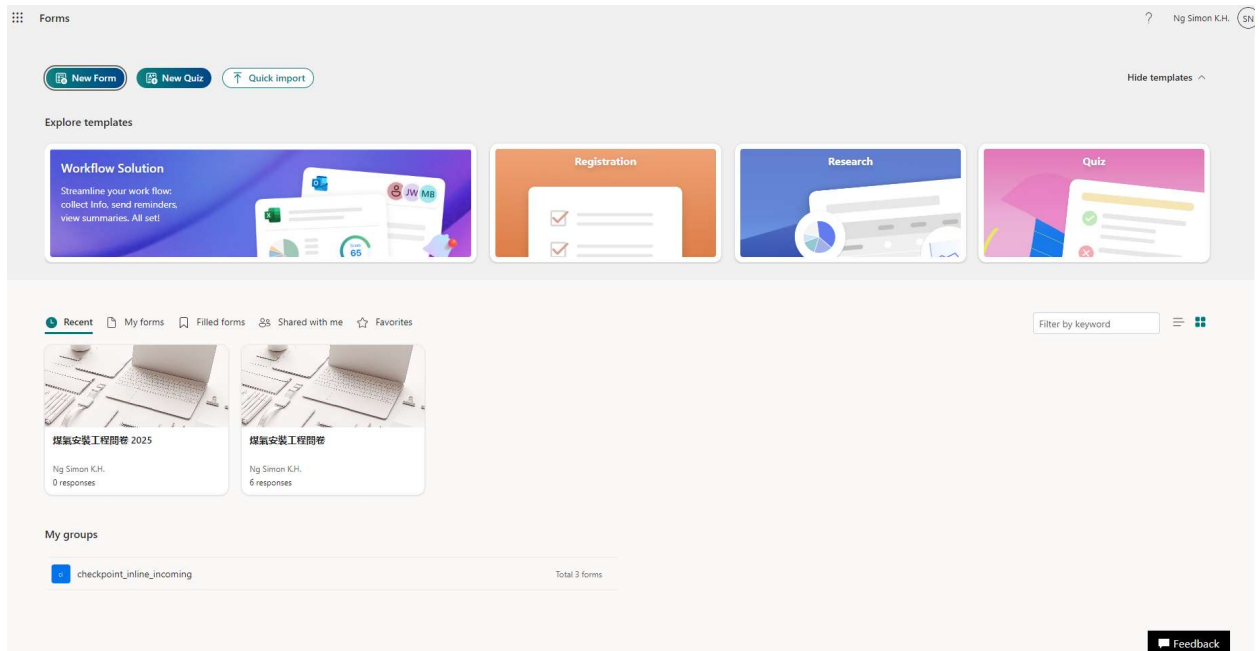 Forms
Ng Simon K.H.
SN
New Form
New Quiz
Quick import
Hide templates
Explore templates
Workflow Solution
Streamline your work flow:
collect Info, send reminders,
view summaries. All set!
JW
MB
65
Registration
Research
Quiz
Recent
My forms
Filled forms
Shared with me
Favorites
Filter by keyword
煤氣安裝工程問卷 2025
Ng Simon K.H.
0 responses
煤氣安裝工程問卷
Ng Simon K.H.
6 responses
My groups
checkpoint_inline_incoming
Total 3 forms
Feedback